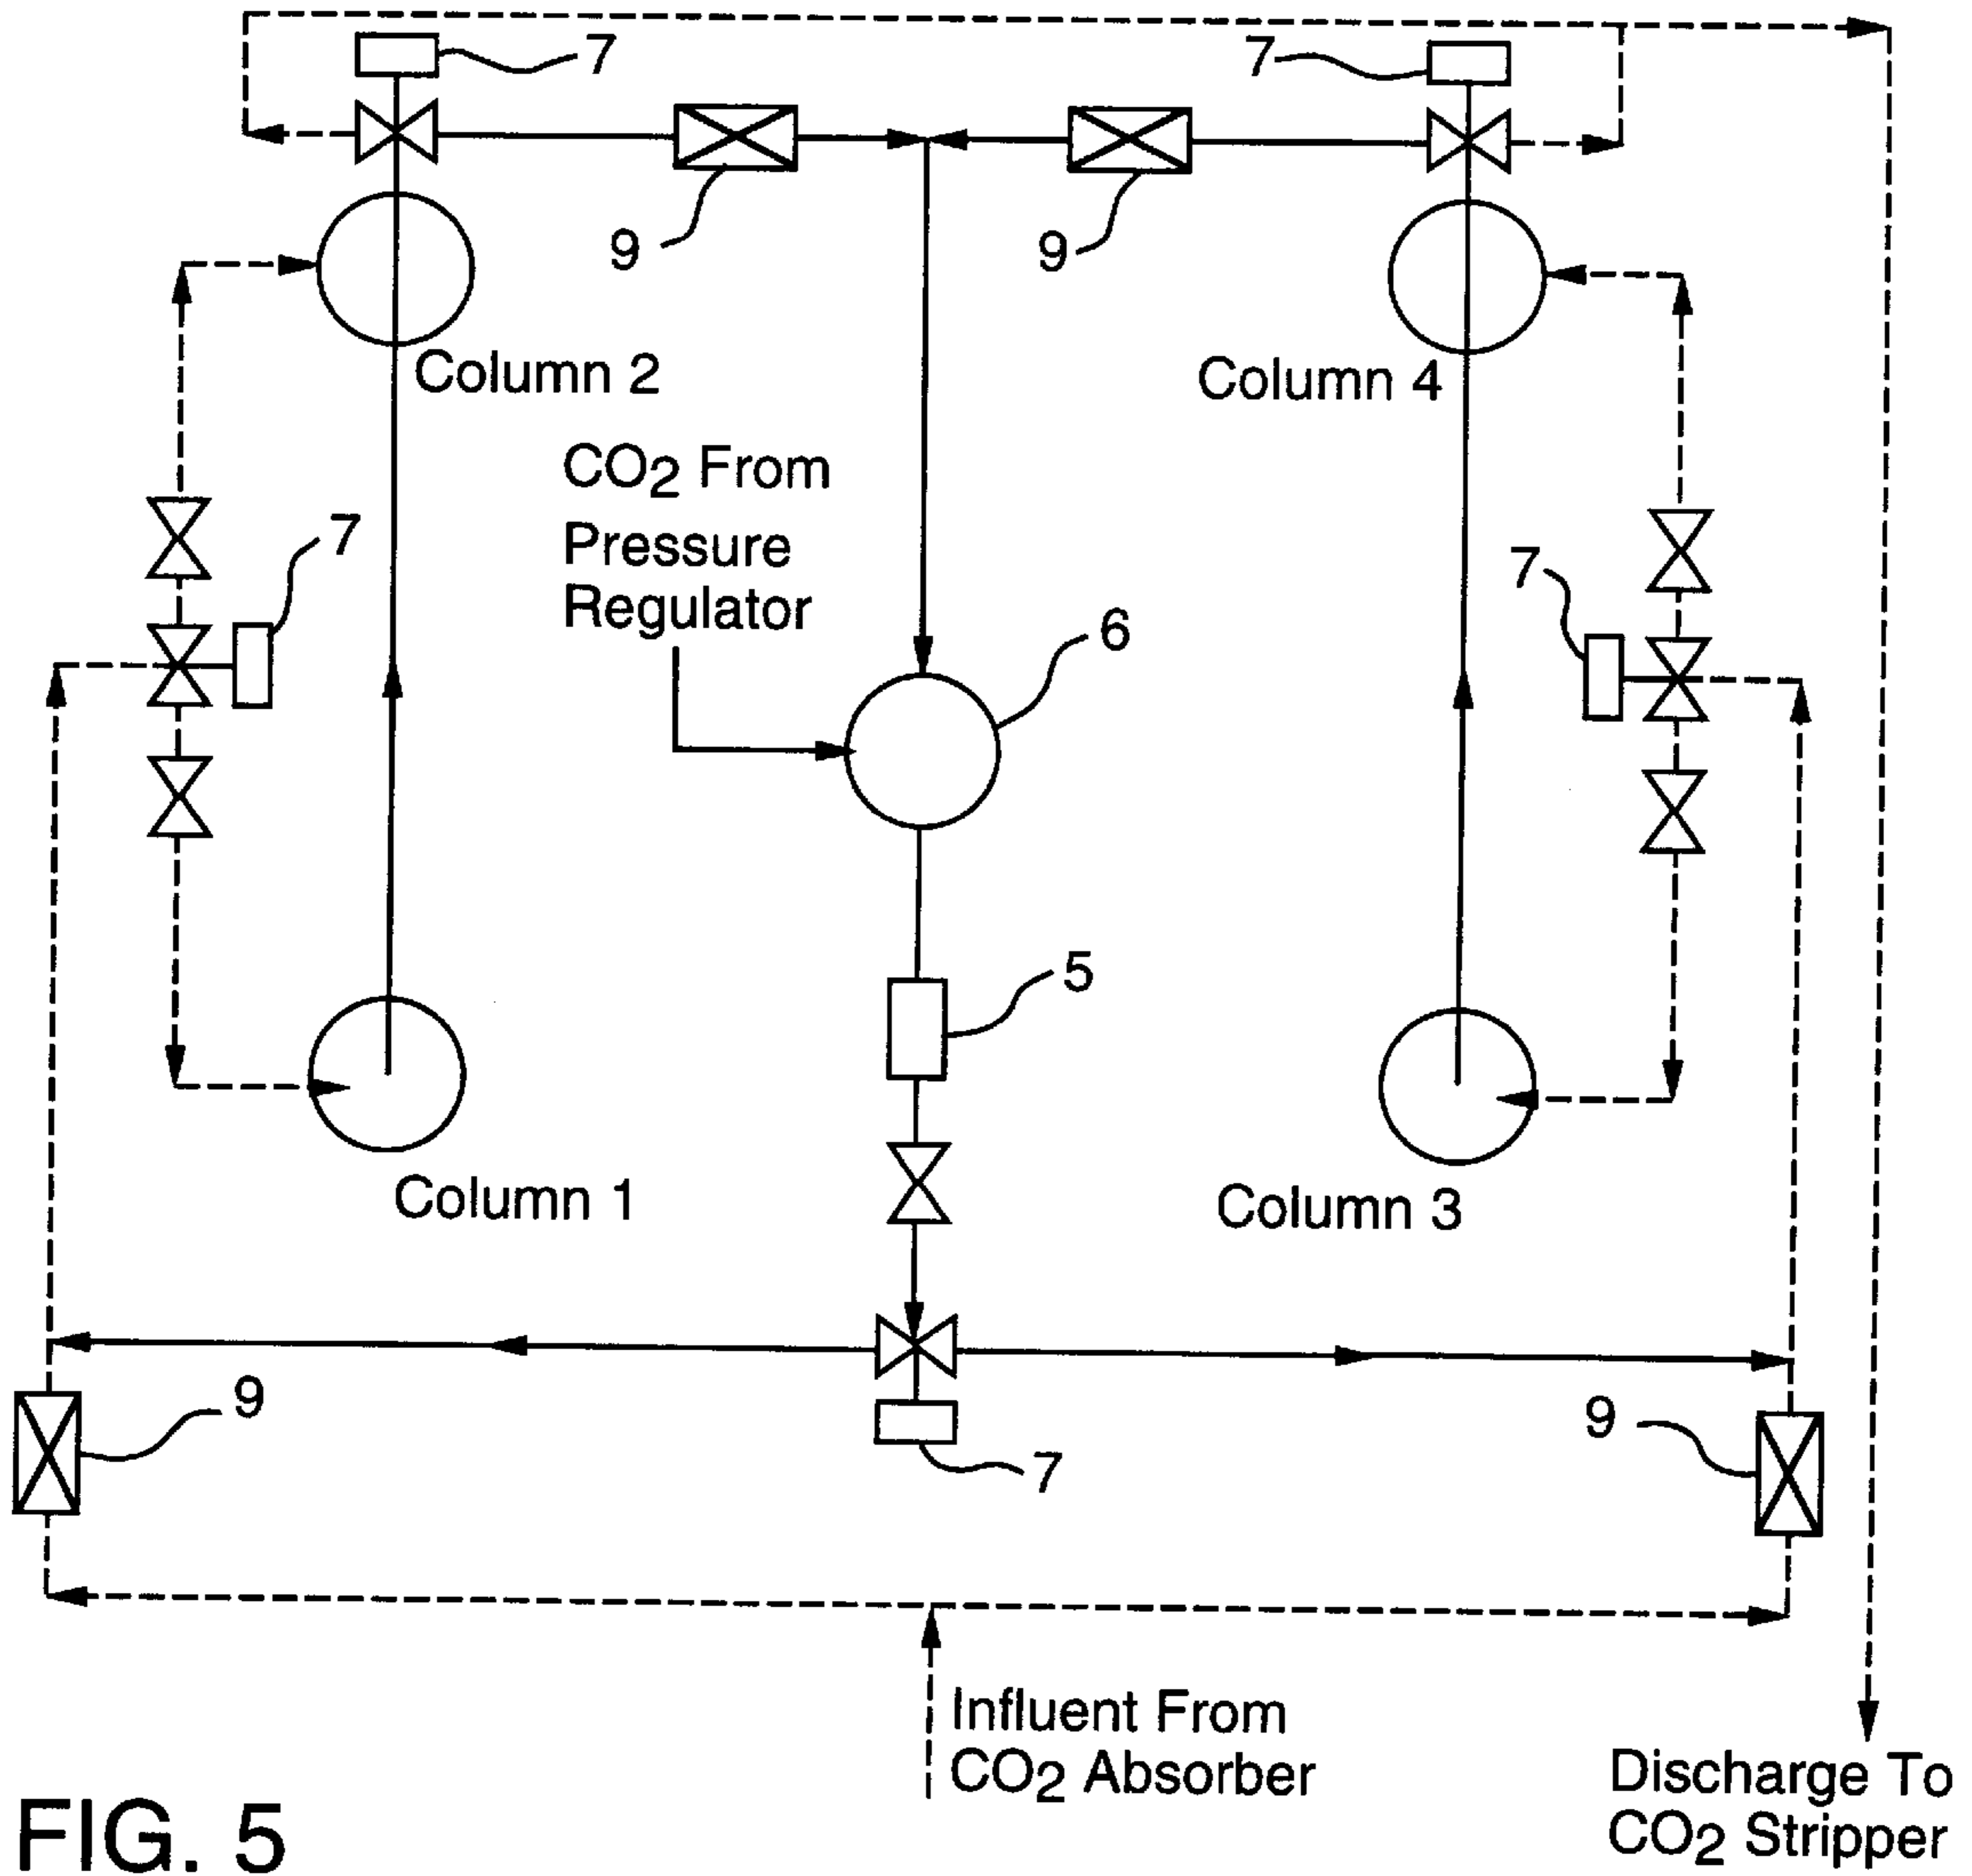 7
7
9
9
Column 2
Column 4
CO2 From
Pressure
Regulator
7
7
6
5
Column 1
Column 3
9
9
7
Influent From
CO2 Absorber
Discharge To
CO2 Stripper
FIG. 5